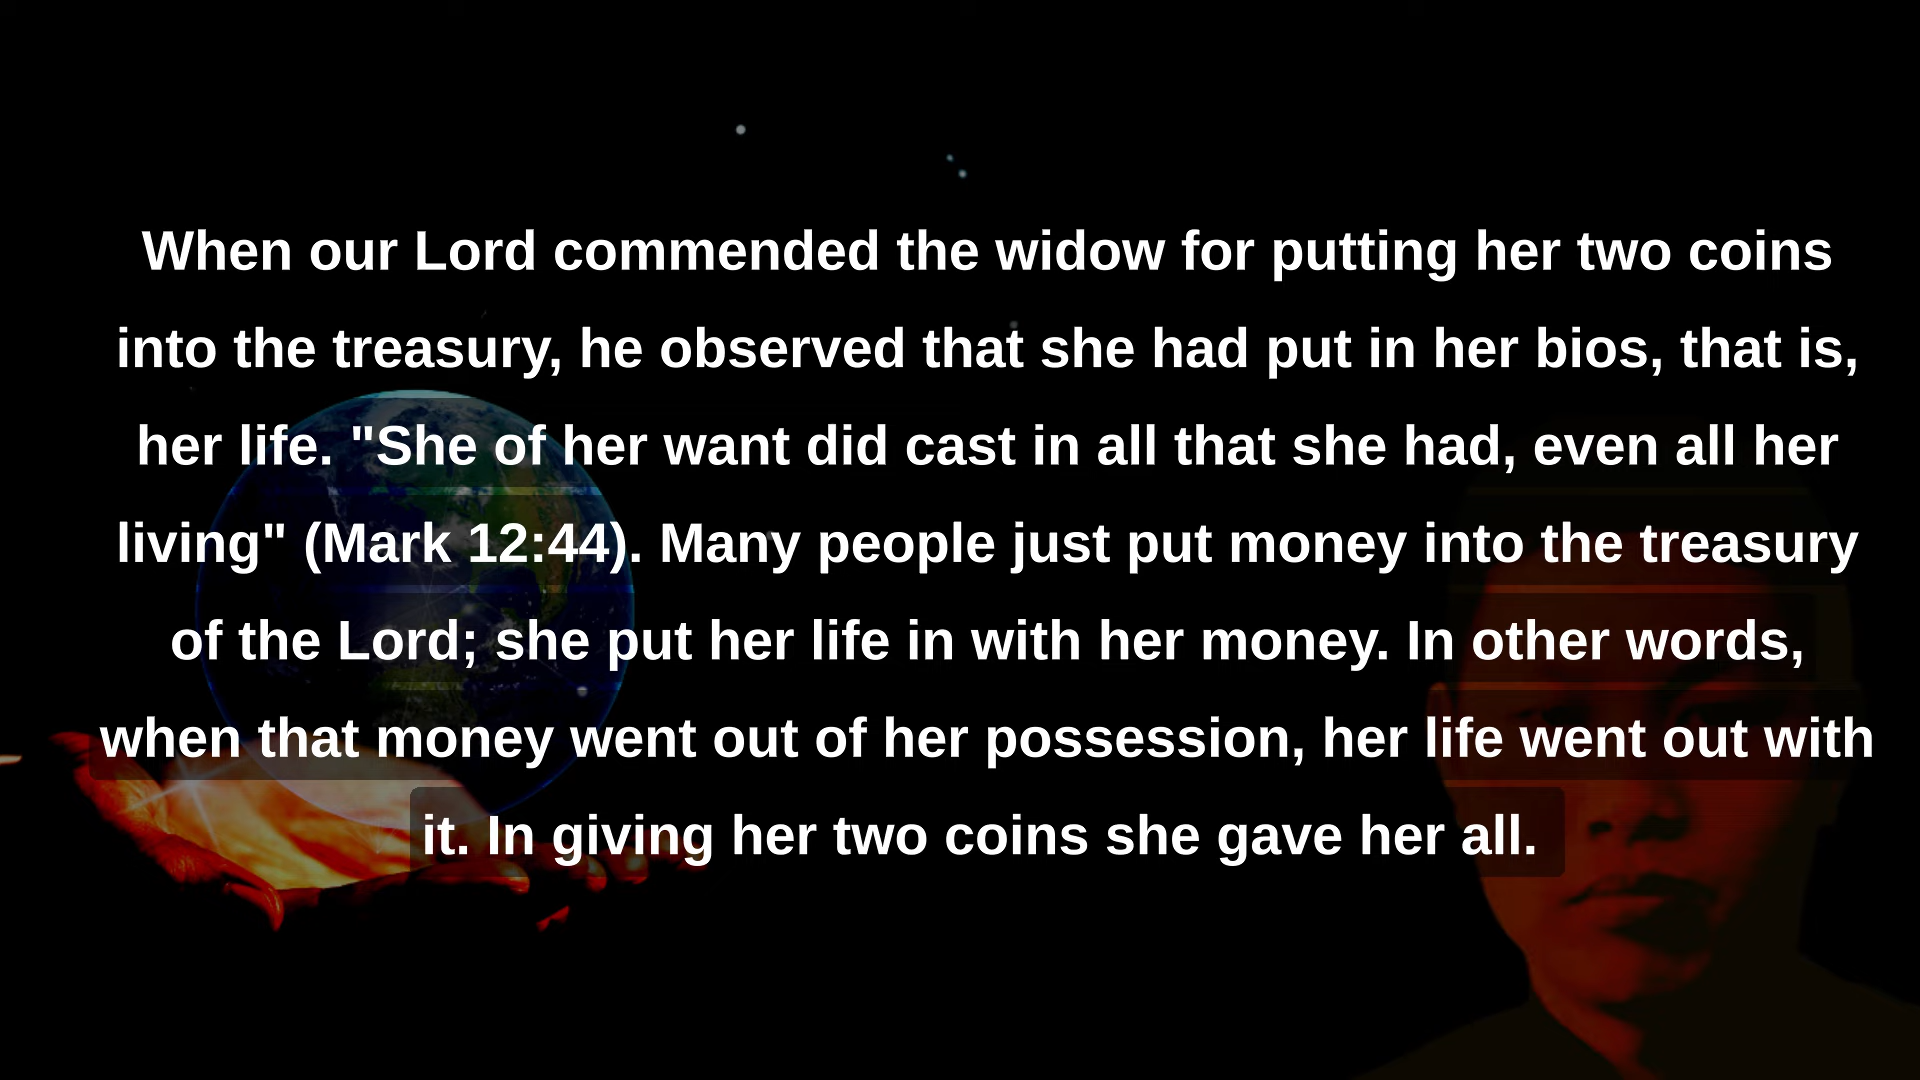 When our Lord commended the widow for putting her two coins
into the treasury, he observed that she had put in her bios, that is,
her life. "She of her want did cast in all that she had, even all her
living" (Mark 12:44). Many people just put money into the treasury
of the Lord; she put her life in with her money. In other words,
when that money went out of her possession, her life went out with
it. In giving her two coins she gave her all.